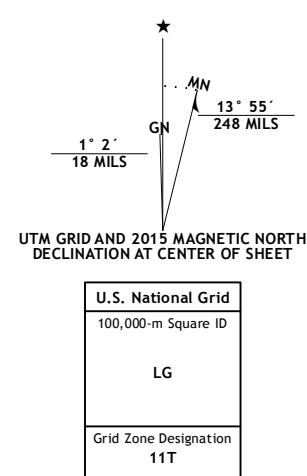 ★
MN
GN
1° 2´
18 MILS
13° 55´
248 MILS
UTM GRID AND 2015 MAGNETIC NORTH
DECLINATION AT CENTER OF SHEET
U.S. National Grid
100,000-m Square ID
LG
Grid Zone Designation
11T